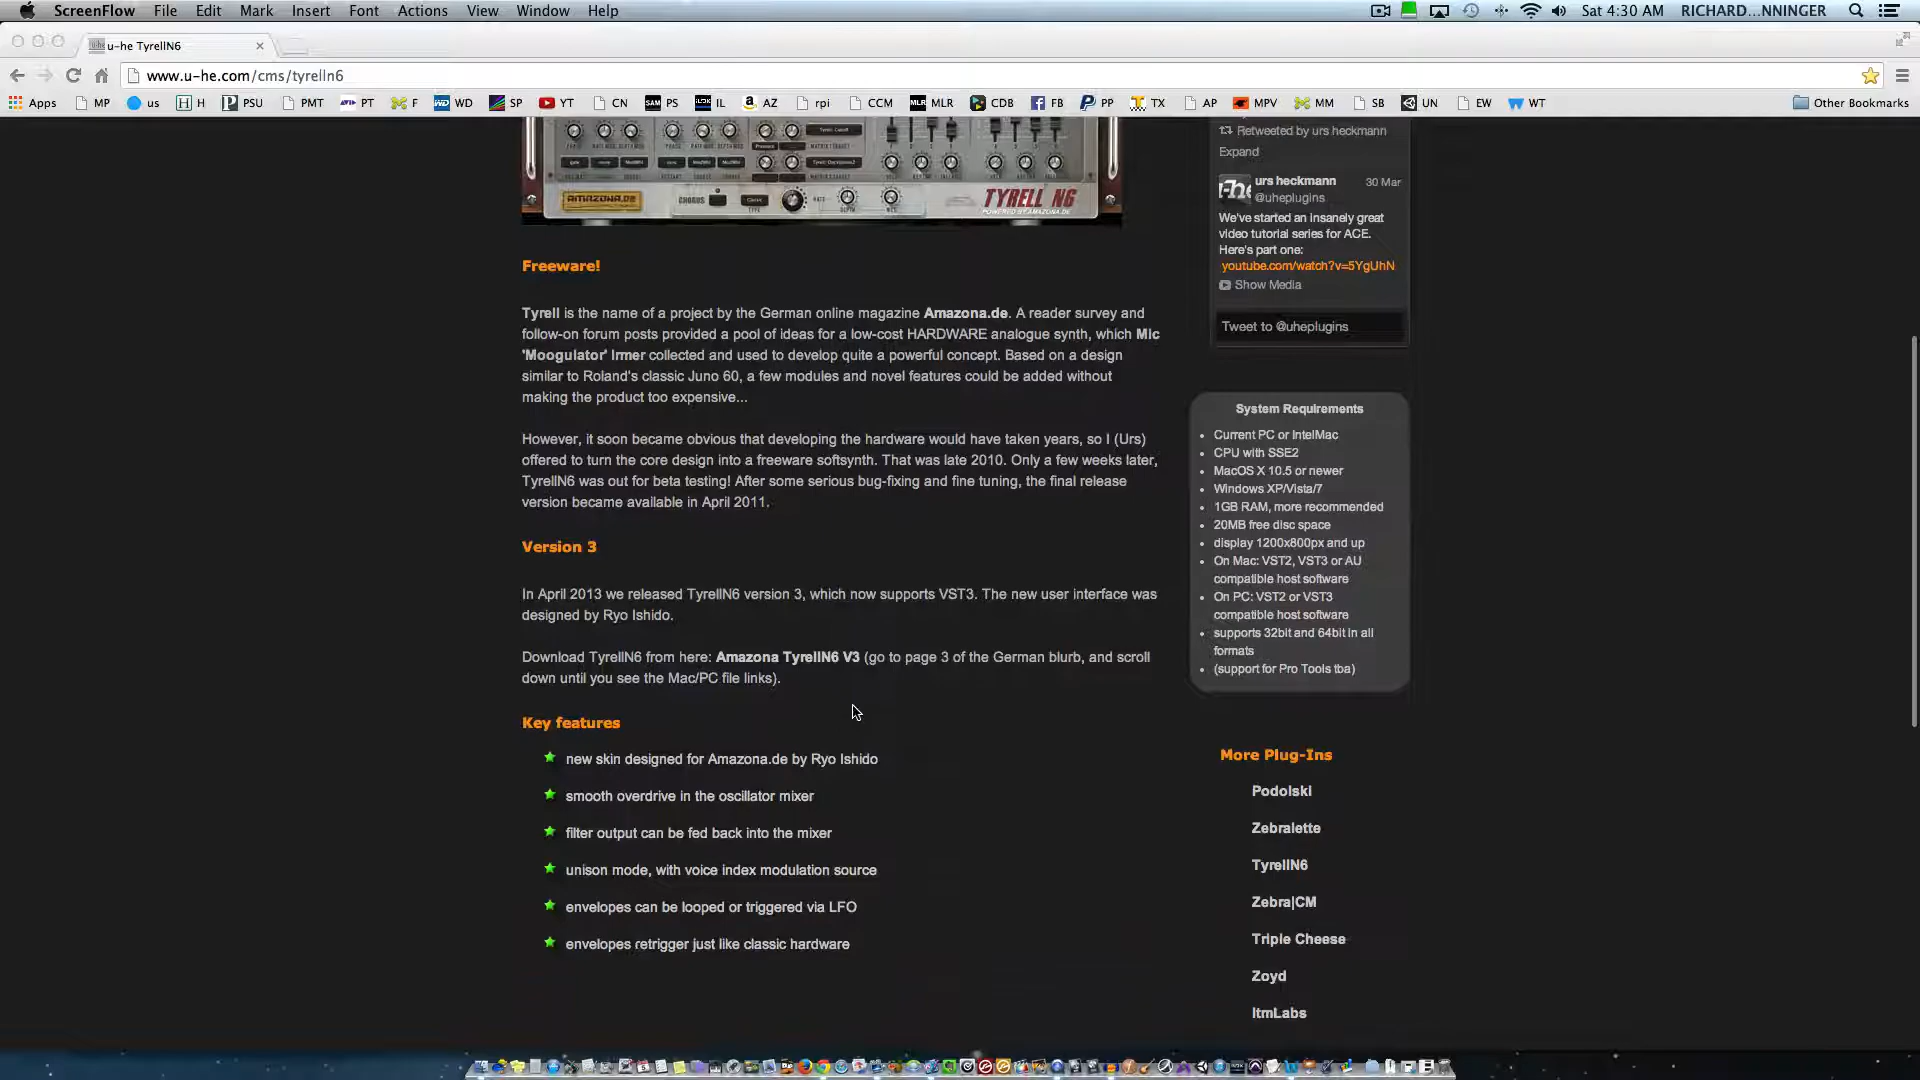 ScreenFlow File Edit Mark Insert Font Actions View Window Help Sat 4:30 AM RICHARD...NNINGER
u-he TyrellN6
www.u-he.com/cms/tyrelln6
Apps MP us H PSU PMT PT F WD SP YT CN PS IL AZ rpi CCM MLR CDB FB PP TX AP MPV MM SB UN EW WT Other Bookmarks
AMAZONA.DE CHORUS TYPE RATE TYRELL N6
POWERED BY AMAZONA.DE
Freeware!
Tyrell is the name of a project by the German online magazine Amazona.de. A reader survey and
follow-on forum posts provided a pool of ideas for a low-cost HARDWARE analogue synth, which Mic
'Moogulator' Irmer collected and used to develop quite a powerful concept. Based on a design
similar to Roland's classic Juno 60, a few modules and novel features could be added without
making the product too expensive...
However, it soon became obvious that developing the hardware would have taken years, so I (Urs)
offered to turn the core design into a freeware softsynth. That was late 2010. Only a few weeks later,
TyrellN6 was out for beta testing! After some serious bug-fixing and fine tuning, the final release
version became available in April 2011.
Version 3
In April 2013 we released TyrellN6 version 3, which now supports VST3. The new user interface was
designed by Ryo Ishido.
Download TyrellN6 from here: Amazona TyrellN6 V3 (go to page 3 of the German blurb, and scroll
down until you see the Mac/PC file links).
Key features
new skin designed for Amazona.de by Ryo Ishido
smooth overdrive in the oscillator mixer
filter output can be fed back into the mixer
unison mode, with voice index modulation source
envelopes can be looped or triggered via LFO
envelopes retrigger just like classic hardware
Retweeted by urs heckmann
Expand
urs heckmann 30 Mar
@uheplugins
We've started an insanely great
video tutorial series for ACE.
Here's part one:
youtube.com/watch?v=5YgUhN
Show Media
Tweet to @uheplugins
System Requirements
Current PC or IntelMac
CPU with SSE2
MacOS X 10.5 or newer
Windows XP/Vista/7
1GB RAM, more recommended
20MB free disc space
display 1200x800px and up
On Mac: VST2, VST3 or AU
compatible host software
On PC: VST2 or VST3
compatible host software
supports 32bit and 64bit in all
formats
(support for Pro Tools tba)
More Plug-Ins
Podolski
Zebralette
TyrellN6
Zebra|CM
Triple Cheese
Zoyd
ItmLabs